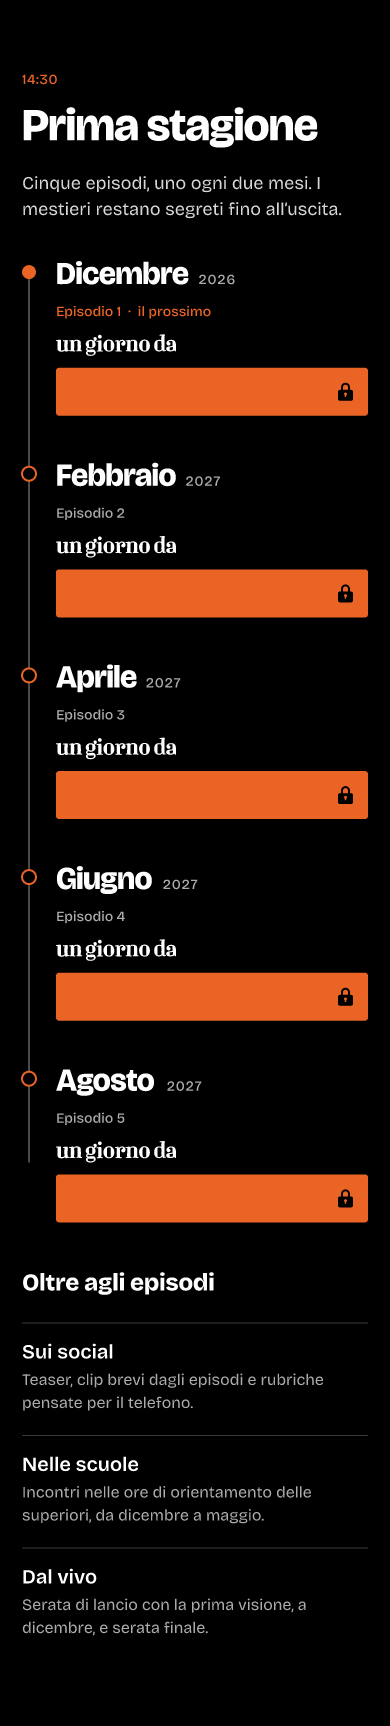 14:30
Prima stagione
Cinque episodi, uno ogni due mesi. I
mestieri restano segreti fino all'uscita.
Dicembre 2026
Episodio 1 · il prossimo
un giorno da
Febbraio 2027
Episodio 2
un giorno da
Aprile 2027
Episodio 3
un giorno da
Giugno 2027
Episodio 4
un giorno da
Agosto 2027
Episodio 5
un giorno da
Oltre agli episodi
Sui social
Teaser, clip brevi dagli episodi e rubriche
pensate per il telefono.
Nelle scuole
Incontri nelle ore di orientamento delle
superiori, da dicembre a maggio.
Dal vivo
Serata di lancio con la prima visione, a
dicembre, e serata finale.